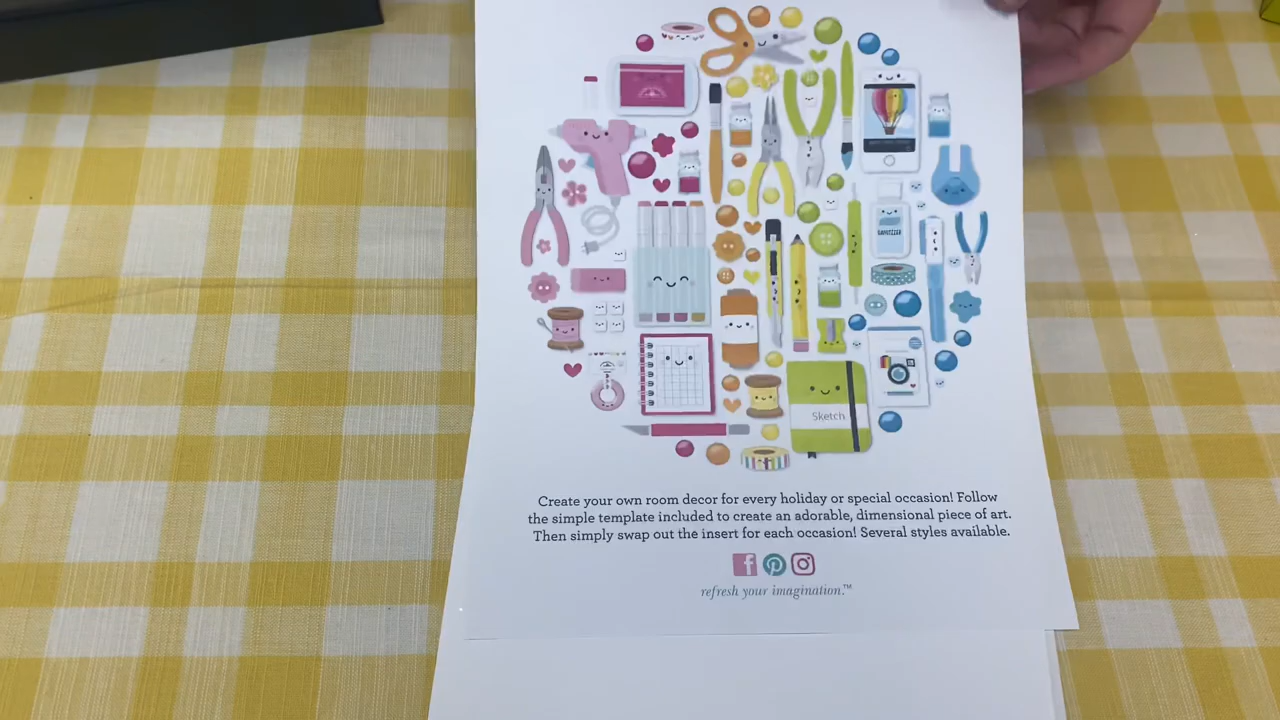 SANITIZER
Sketch
Create your own room decor for every holiday or special occasion! Follow
the simple template included to create an adorable, dimensional piece of art.
Then simply swap out the insert for each occasion! Several styles available.
refresh your imagination.™